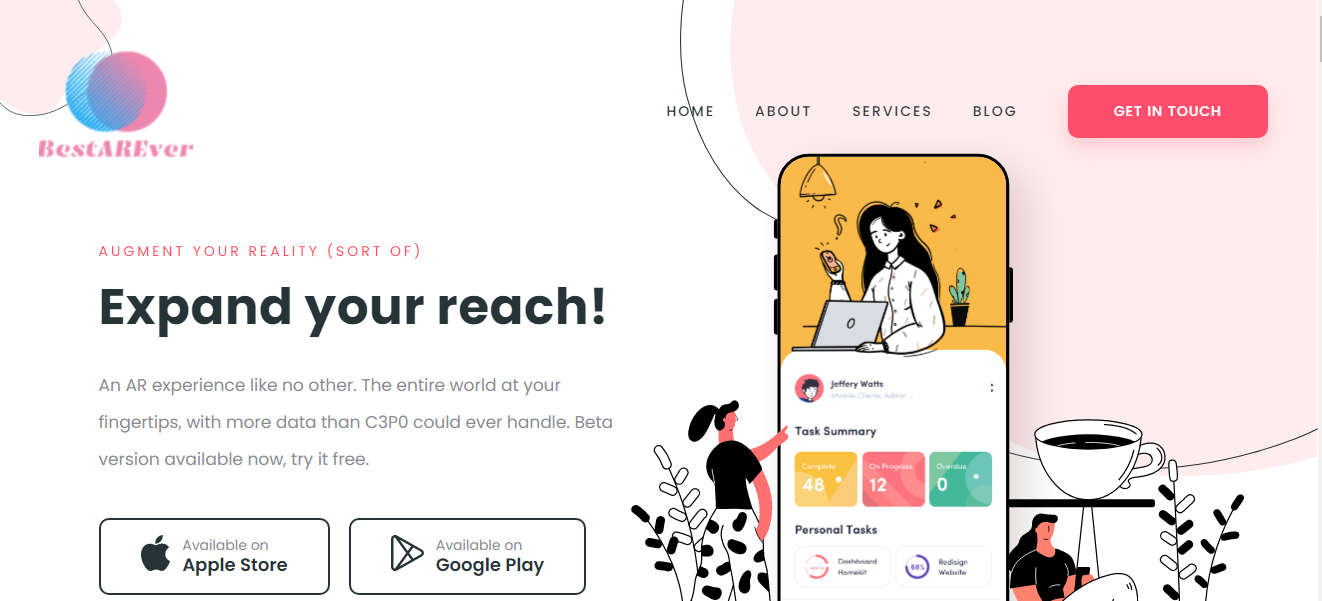 BestAREver
HOME ABOUT SERVICES BLOG GET IN TOUCH
AUGMENT YOUR REALITY (SORT OF)
Expand your reach!
An AR experience like no other. The entire world at your
fingertips, with more data than C3P0 could ever handle. Beta
version available now, try it free.
Available on
Apple Store
Available on
Google Play
Jeffery Watts
Mobile Clients, Admin ...
Task Summary
Complete
48
On Progress
12
Overdue
0
Personal Tasks
Dashboard
Homekit
68%
Redisign
Website